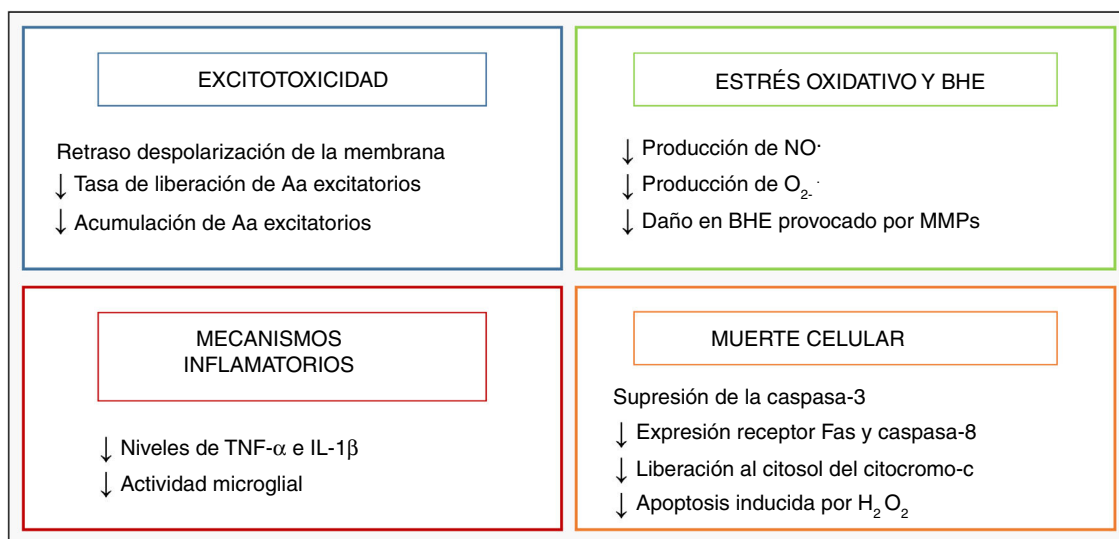 EXCITOTOXICIDAD
Retraso despolarización de la membrana
↓ Tasa de liberación de Aa excitatorios
↓ Acumulación de Aa excitatorios
ESTRÉS OXIDATIVO Y BHE
↓ Producción de NO·
↓ Producción de O₂₋·
↓ Daño en BHE provocado por MMPs
MECANISMOS
INFLAMATORIOS
↓ Niveles de TNF-α e IL-1β
↓ Actividad microglial
MUERTE CELULAR
Supresión de la caspasa-3
↓ Expresión receptor Fas y caspasa-8
↓ Liberación al citosol del citocromo-c
↓ Apoptosis inducida por H₂O₂